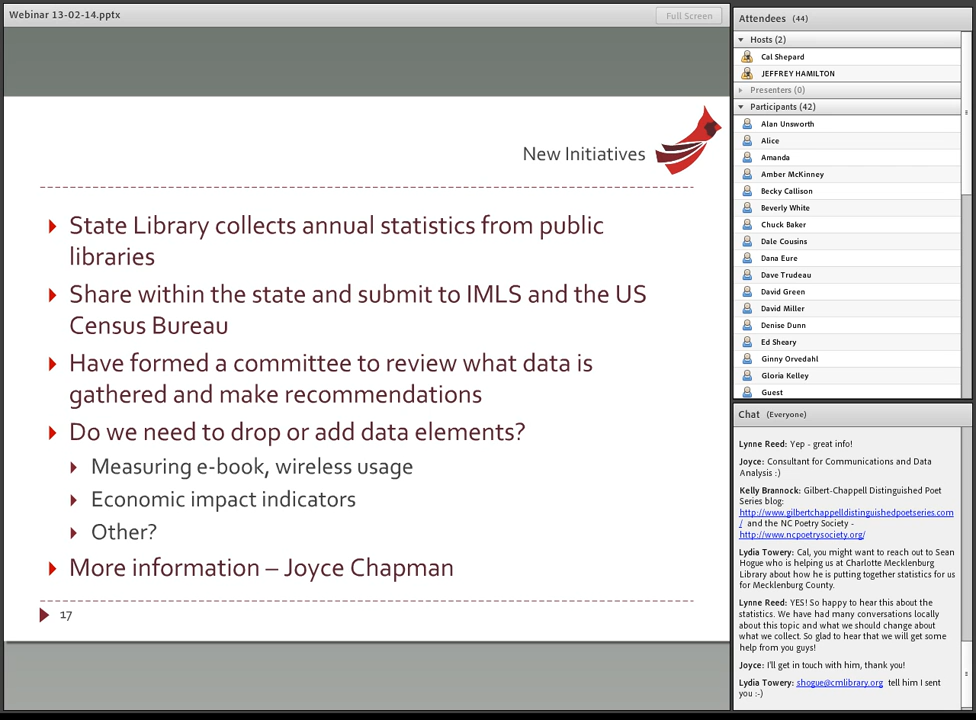 Webinar 13-02-14.pptx
Full Screen
New Initiatives
State Library collects annual statistics from public
libraries
Share within the state and submit to IMLS and the US
Census Bureau
Have formed a committee to review what data is
gathered and make recommendations
Do we need to drop or add data elements?
Measuring e-book, wireless usage
Economic impact indicators
Other?
More information – Joyce Chapman
17
Attendees (44)
Hosts (2)
Cal Shepard
JEFFREY HAMILTON
Presenters (0)
Participants (42)
Alan Unsworth
Alice
Amanda
Amber McKinney
Becky Callison
Beverly White
Chuck Baker
Dale Cousins
Dana Eure
Dave Trudeau
David Green
David Miller
Denise Dunn
Ed Sheary
Ginny Orvedahl
Gloria Kelley
Guest
Chat (Everyone)
Lynne Reed: Yep - great info!
Joyce: Consultant for Communications and Data
Analysis :)
Kelly Brannock: Gilbert-Chappell Distinguished Poet
Series blog:
http://www.gilbertchappelldistinguishedpoetseries.com
/ and the NC Poetry Society -
http://www.ncpoetrysociety.org/
Lydia Towery: Cal, you might want to reach out to Sean
Hogue who is helping us at Charlotte Mecklenburg
Library about how he is putting together statistics for us
for Mecklenburg County.
Lynne Reed: YES! So happy to hear this about the
statistics. We have had many conversations locally
about this topic and what we should change about
what we collect. So glad to hear that we will get some
help from you guys!
Joyce: I'll get in touch with him, thank you!
Lydia Towery: shogue@cmlibrary.org tell him I sent
you :-)